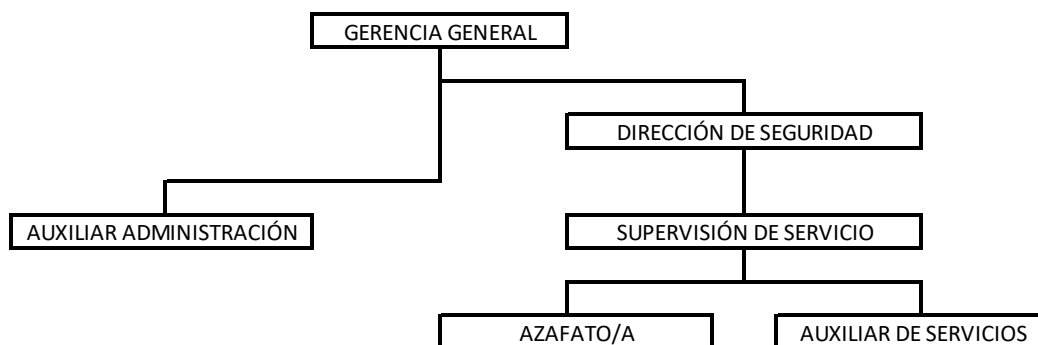 GERENCIA GENERAL
DIRECCIÓN DE SEGURIDAD
AUXILIAR ADMINISTRACIÓN
SUPERVISIÓN DE SERVICIO
AZAFATO/A
AUXILIAR DE SERVICIOS